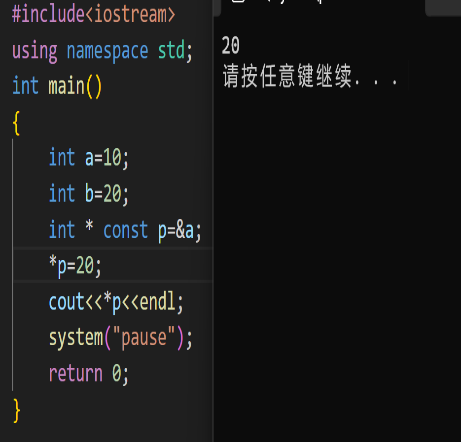 #include<iostream>
using namespace std;
int main()
{
int a=10;
int b=20;
int * const p=&a;
*p=20;
cout<<*p<<endl;
system("pause");
return 0;
}
20
请按任意键继续. . .